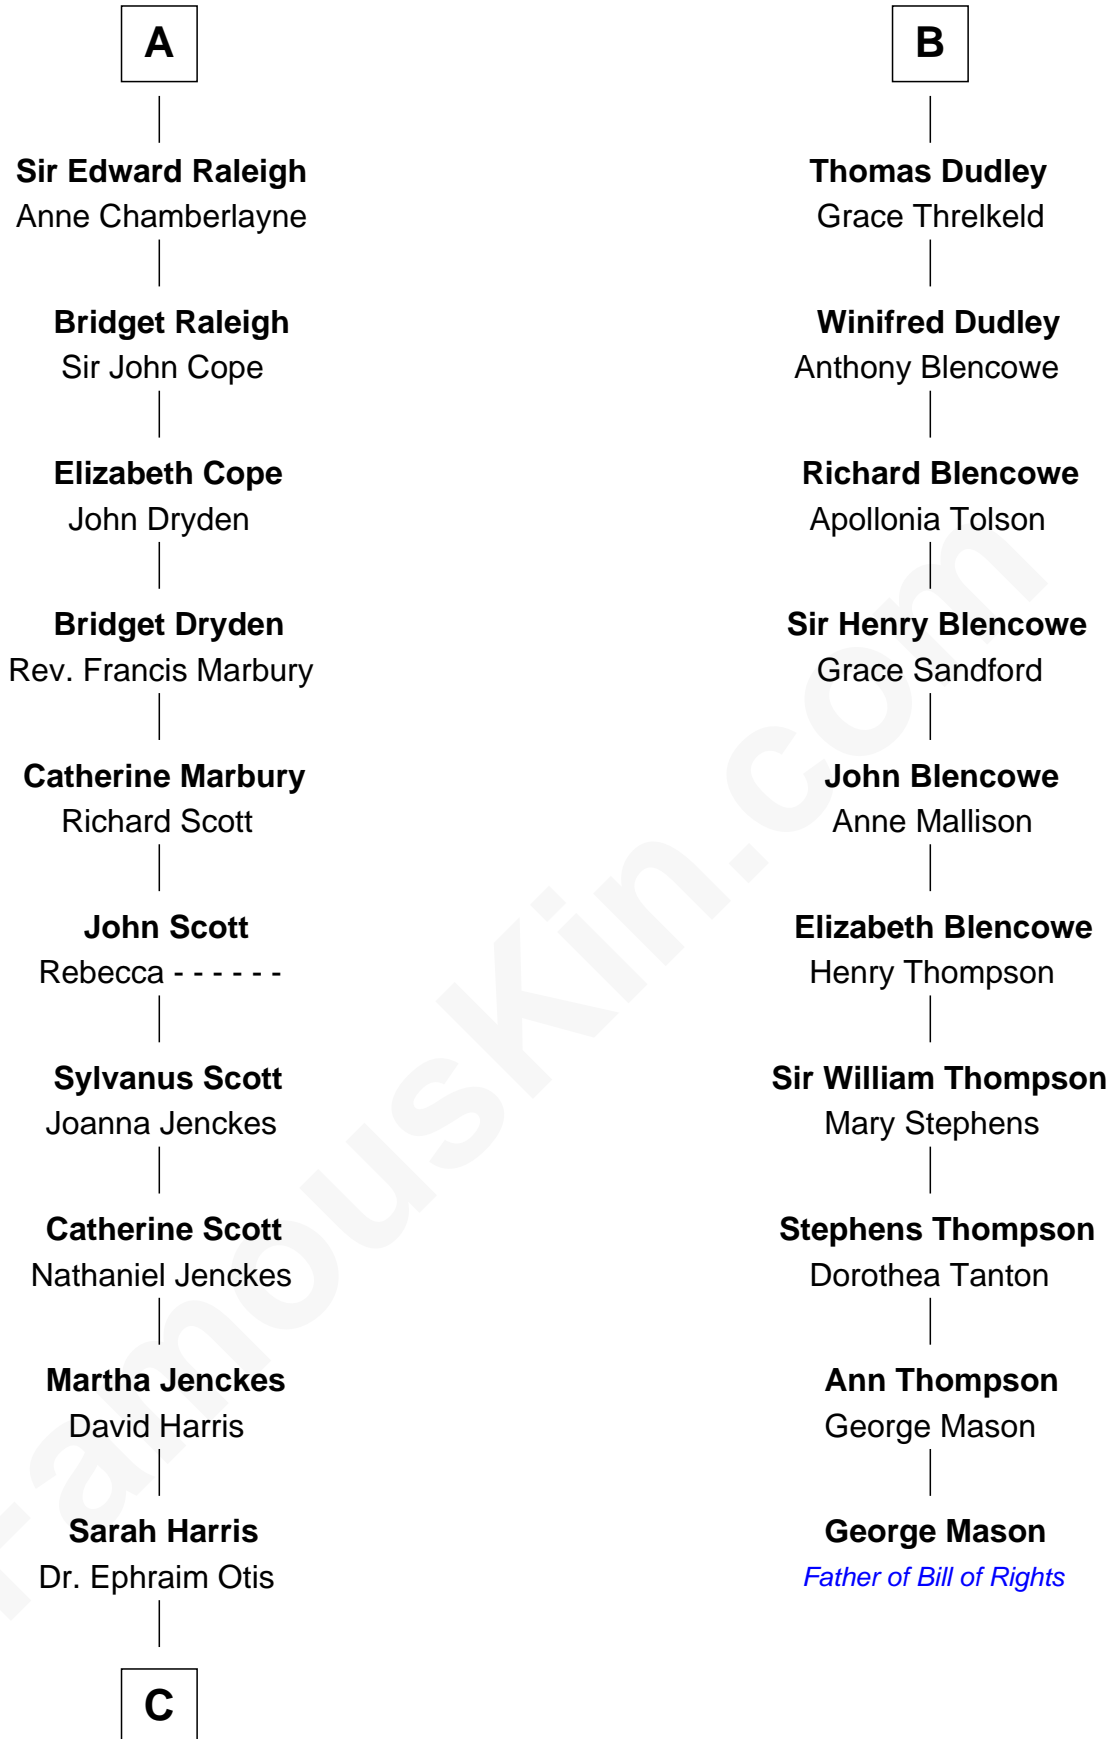 A
Sir Edward Raleigh
Anne Chamberlayne
Bridget Raleigh
Sir John Cope
Elizabeth Cope
John Dryden
Bridget Dryden
Rev. Francis Marbury
Catherine Marbury
Richard Scott
John Scott
Rebecca - - - - - -
Sylvanus Scott
Joanna Jenckes
Catherine Scott
Nathaniel Jenckes
Martha Jenckes
David Harris
Sarah Harris
Dr. Ephraim Otis
C
B
Thomas Dudley
Grace Threlkeld
Winifred Dudley
Anthony Blencowe
Richard Blencowe
Apollonia Tolson
Sir Henry Blencowe
Grace Sandford
John Blencowe
Anne Mallison
Elizabeth Blencowe
Henry Thompson
Sir William Thompson
Mary Stephens
Stephens Thompson
Dorothea Tanton
Ann Thompson
George Mason
George Mason
Father of Bill of Rights
FamousKin.com